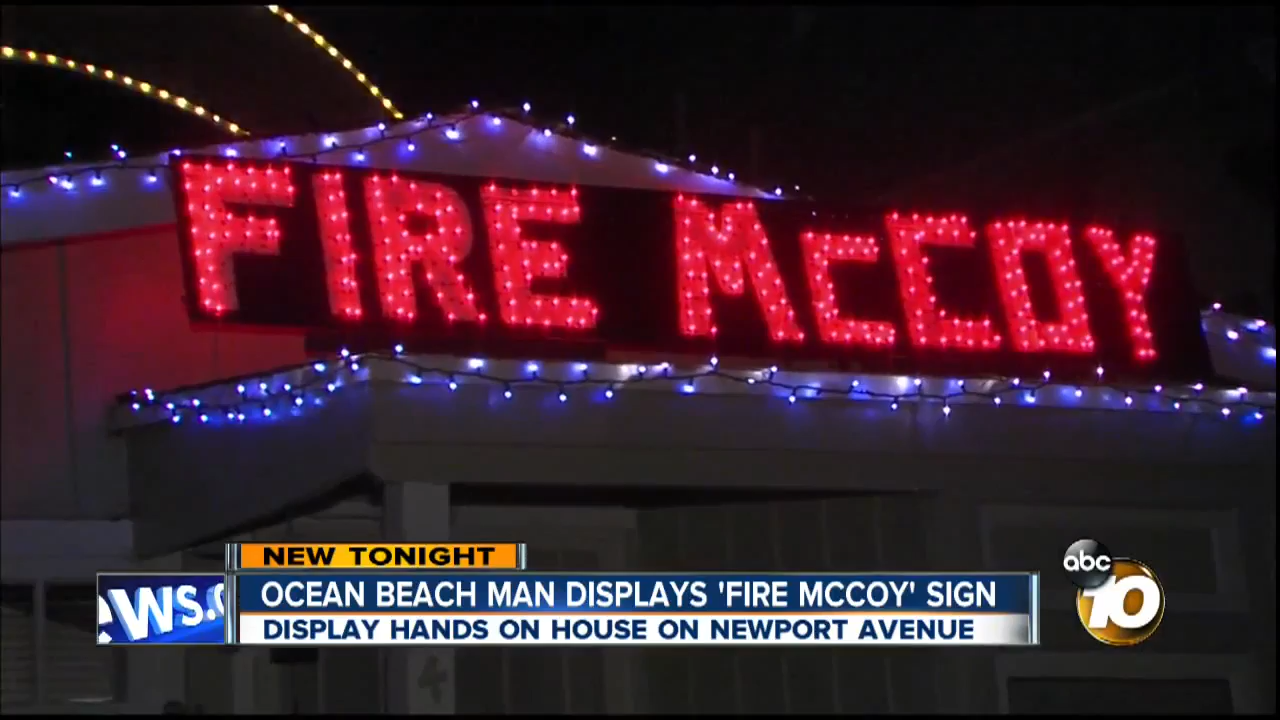 FIRE McCOY
NEW TONIGHT
OCEAN BEACH MAN DISPLAYS 'FIRE MCCOY' SIGN
DISPLAY HANDS ON HOUSE ON NEWPORT AVENUE
abc
10